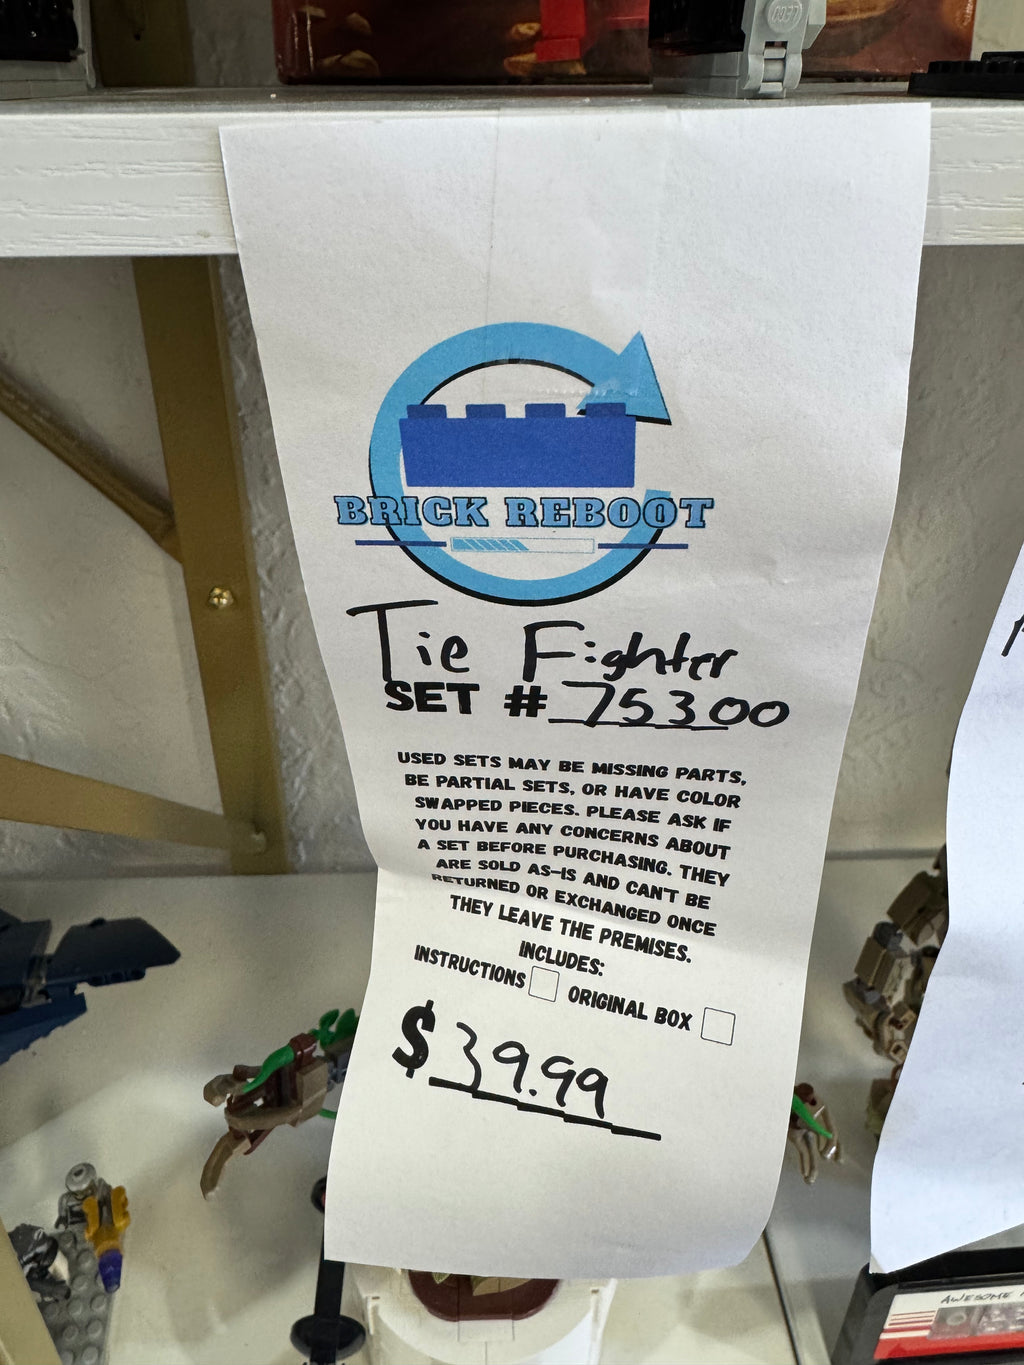 LEGO
BRICK REBOOT
Tie Fighter
SET # 75300
USED SETS MAY BE MISSING PARTS,
BE PARTIAL SETS, OR HAVE COLOR
SWAPPED PIECES. PLEASE ASK IF
YOU HAVE ANY CONCERNS ABOUT
A SET BEFORE PURCHASING. THEY
ARE SOLD AS-IS AND CAN'T BE
RETURNED OR EXCHANGED ONCE
THEY LEAVE THE PREMISES.
INCLUDES:
INSTRUCTIONS ORIGINAL BOX
$39.99
AWESOME